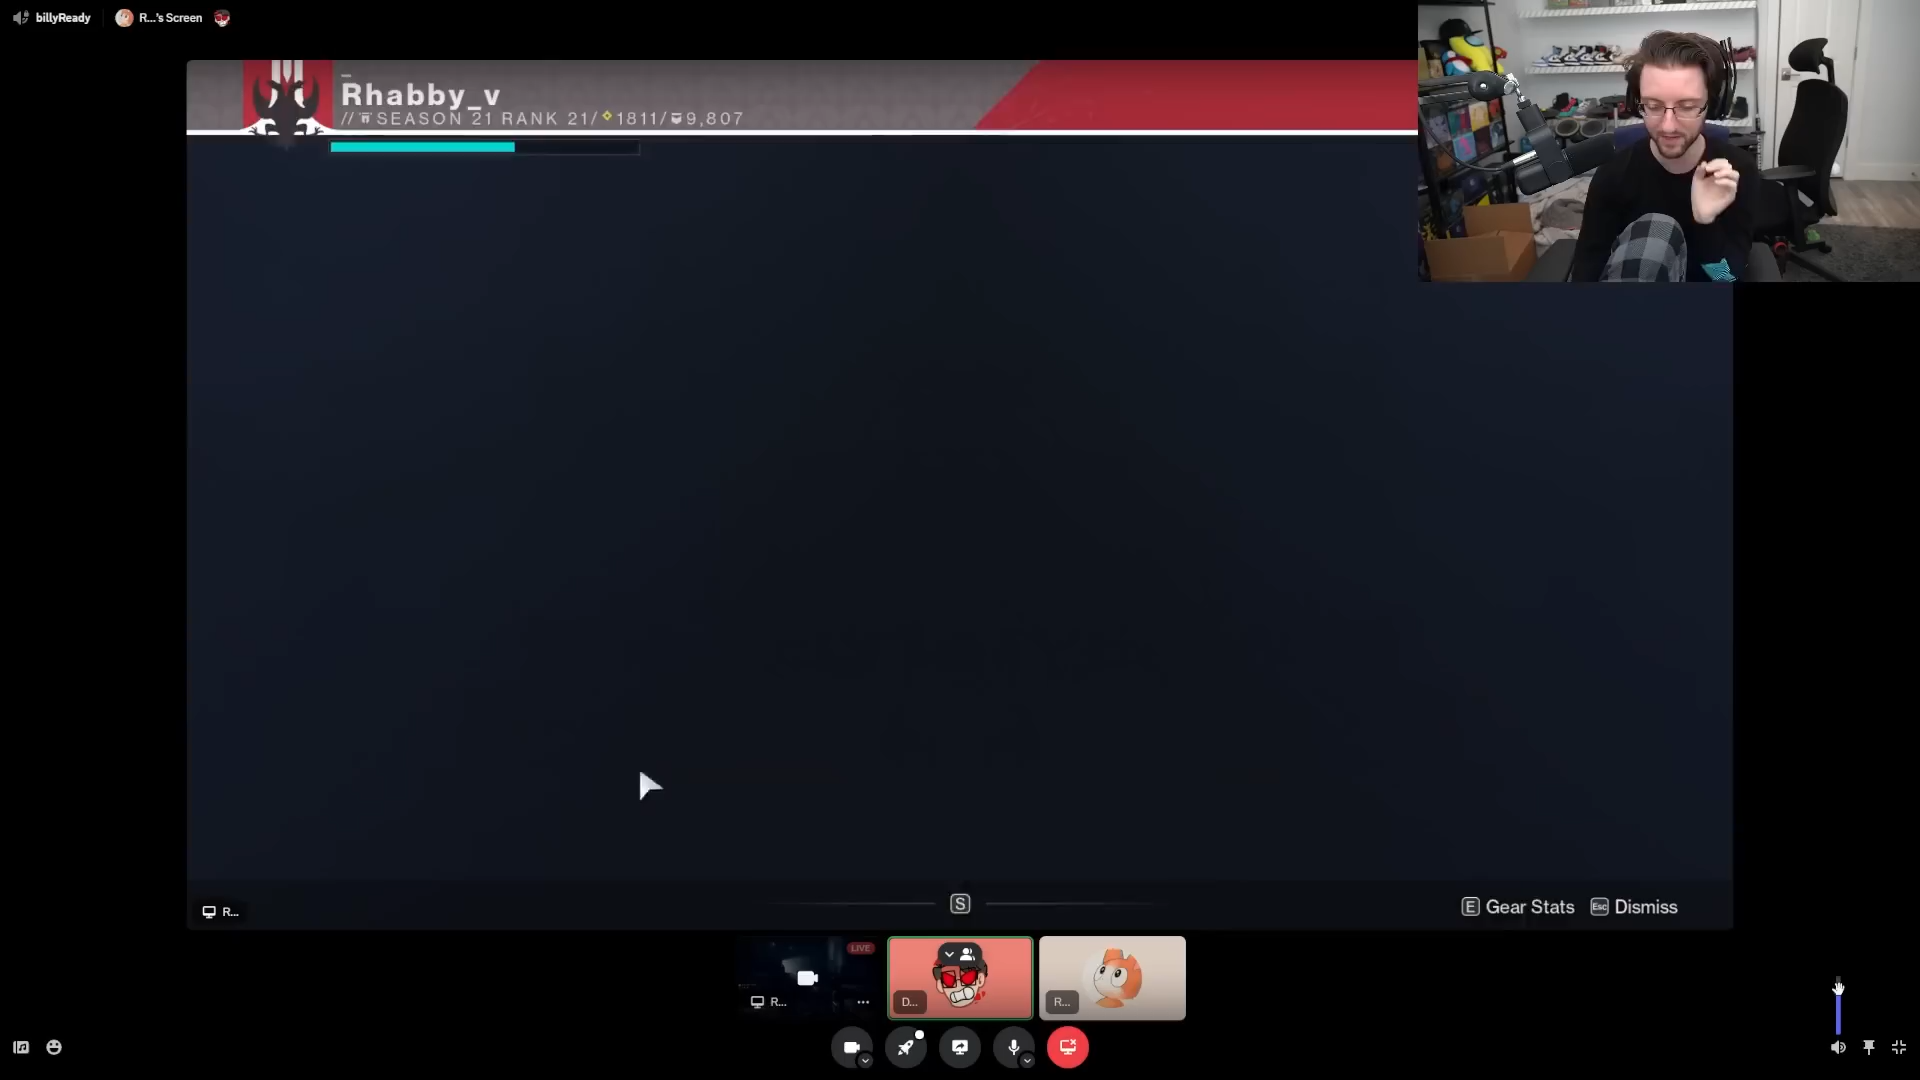 billyReady
R...'s Screen
Rhabby_v
// SEASON 21 RANK 21/ 1811/ 9,807
R...
S
E Gear Stats
Esc Dismiss
LIVE
R...
D...
R...